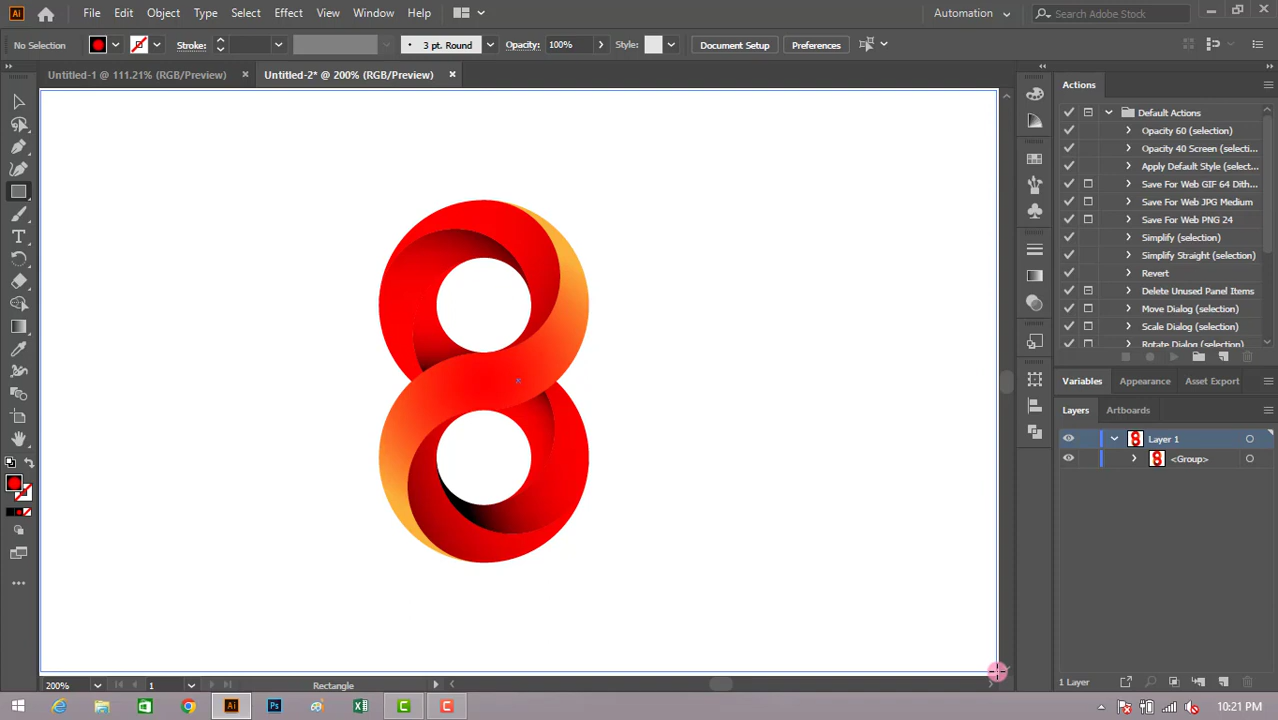 Ai File Edit Object Type Select Effect View Window Help Automation Search Adobe Stock
No Selection Stroke: 3 pt. Round Opacity: 100% Style: Document Setup Preferences
Untitled-1 @ 111.21% (RGB/Preview) × Untitled-2* @ 200% (RGB/Preview) ×
Actions
Default Actions
Opacity 60 (selection)
Opacity 40 Screen (selecti...
Apply Default Style (select...
Save For Web GIF 64 Dith...
Save For Web JPG Medium
Save For Web PNG 24
Simplify (selection)
Simplify Straight (selection)
Revert
Delete Unused Panel Items
Move Dialog (selection)
Scale Dialog (selection)
Rotate Dialog (selection)
Variables Appearance Asset Export
Layers Artboards
8
Layer 1
<Group>
200% 1 Rectangle
1 Layer
Ai Ps C C 10:21 PM